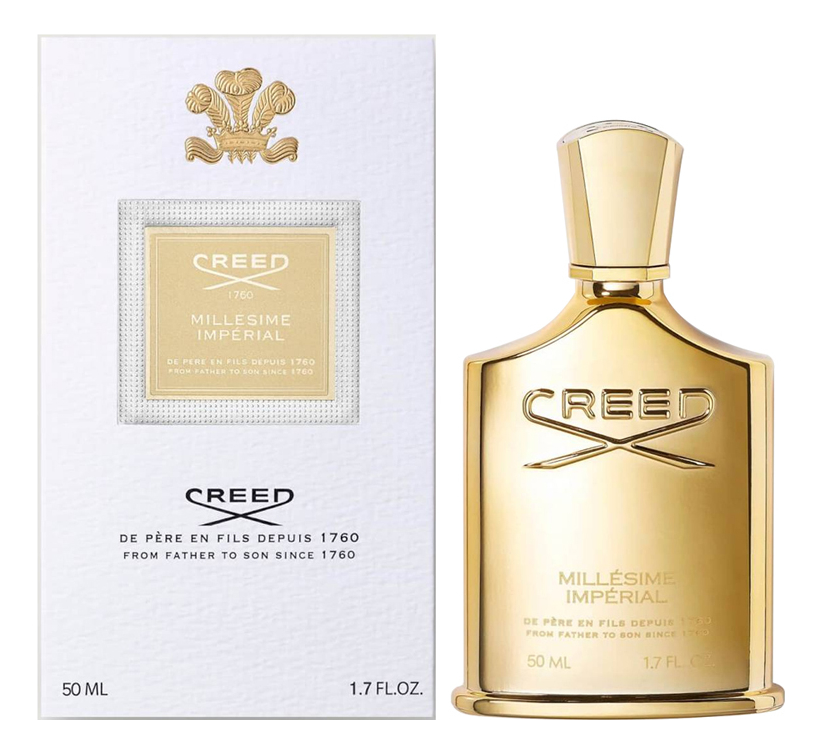 CREED
1760
MILLESIME
IMPÉRIAL
DE PÈRE EN FILS DEPUIS 1760
FROM FATHER TO SON SINCE 1760
CREED
DE PÈRE EN FILS DEPUIS 1760
FROM FATHER TO SON SINCE 1760
50 ML
1.7 FL.OZ.
CREED
MILLÉSIME
IMPÉRIAL
DE PÈRE EN FILS DEPUIS 1760
FROM FATHER TO SON SINCE 1760
50 ML
1.7 FL. OZ.